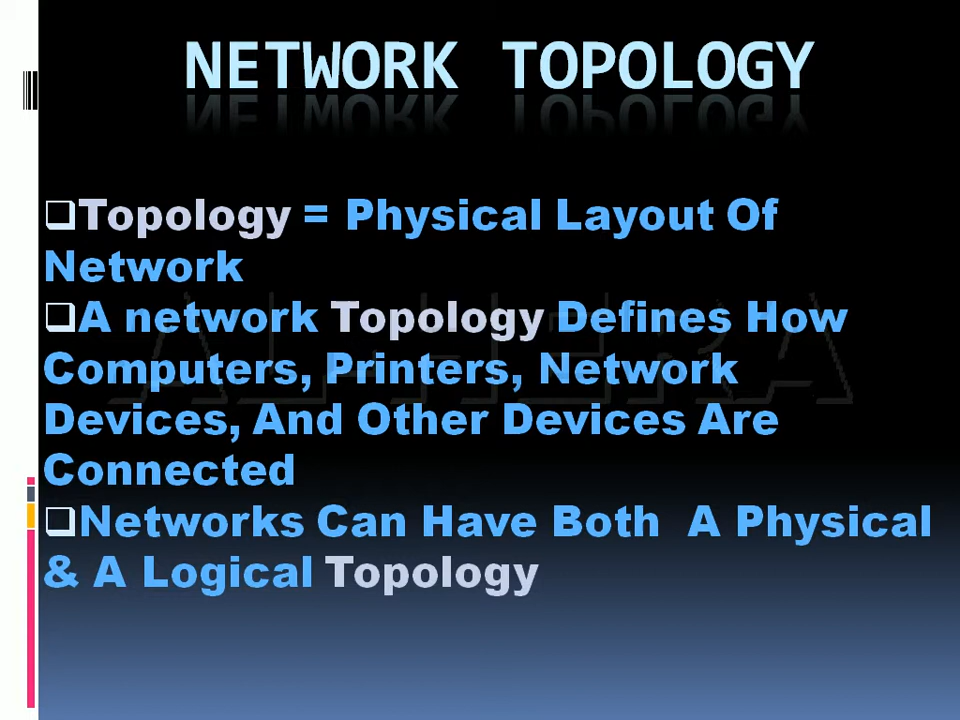 NETWORK TOPOLOGY
Topology = Physical Layout Of
Network
A network Topology Defines How
Computers, Printers, Network
Devices, And Other Devices Are
Connected
Networks Can Have Both A Physical
& A Logical Topology